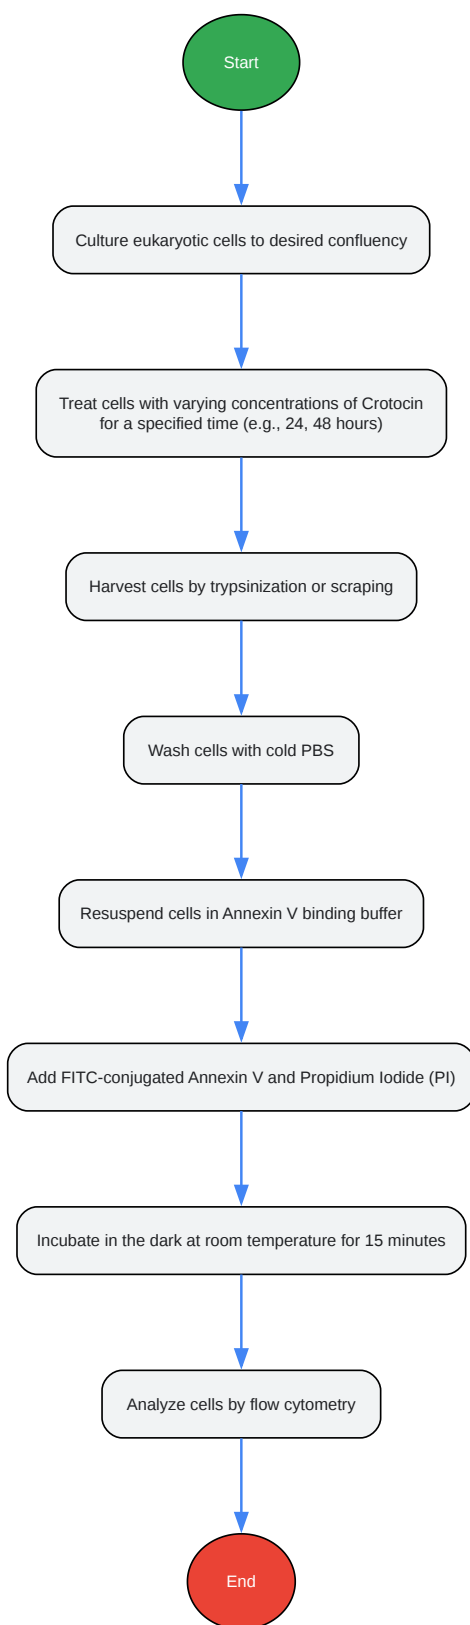 Start
Culture eukaryotic cells to desired confluency
Treat cells with varying concentrations of Crotocin
for a specified time (e.g., 24, 48 hours)
Harvest cells by trypsinization or scraping
Wash cells with cold PBS
Resuspend cells in Annexin V binding buffer
Add FITC-conjugated Annexin V and Propidium Iodide (PI)
Incubate in the dark at room temperature for 15 minutes
Analyze cells by flow cytometry
End